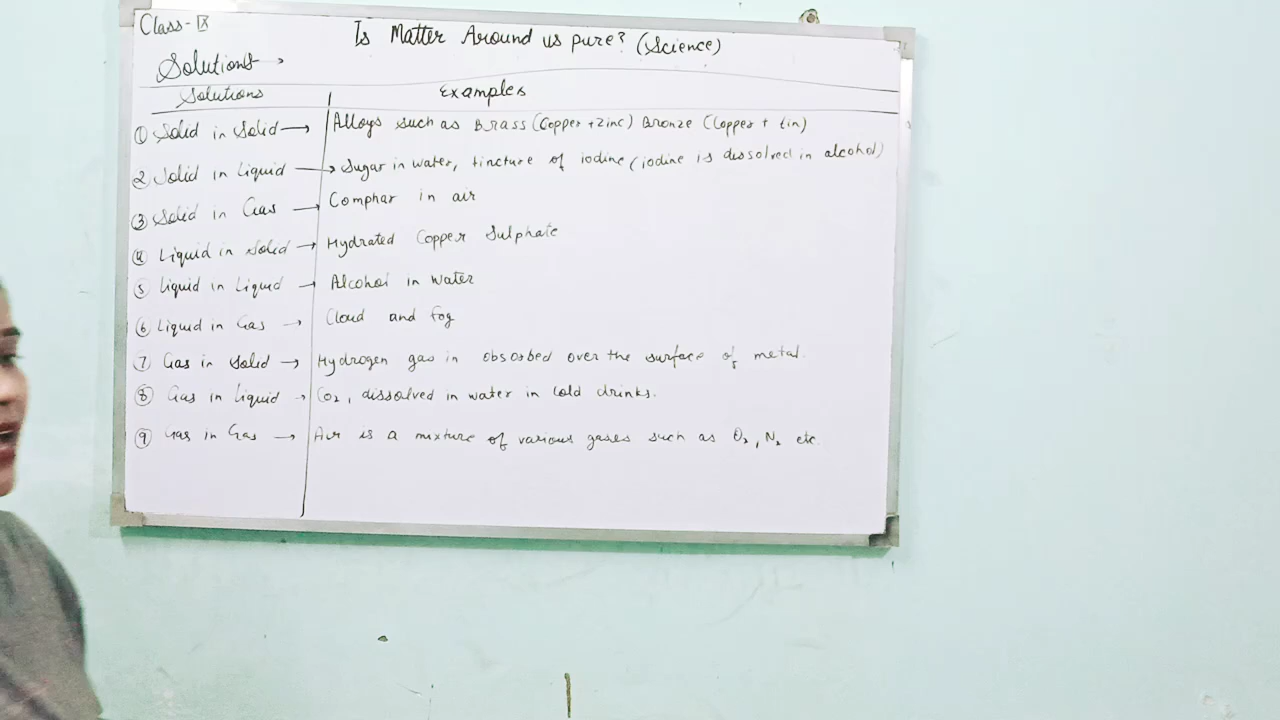 Class- IX
Is Matter Around us pure? (Science)
Solutions →
Solutions Examples
① Solid in Solid → Alloys such as Brass (Copper + zinc) Bronze (Copper + tin)
② Solid in Liquid → Sugar in water, tincture of iodine (iodine is dissolved in alcohol)
③ Solid in Gas → Comphar in air
④ Liquid in Solid → Hydrated Copper Sulphate
⑤ Liquid in Liquid → Alcohol in Water
⑥ Liquid in Gas → Cloud and Fog
⑦ Gas in Solid → Hydrogen gas in obsorbed over the surface of metal.
⑧ Gas in Liquid → CO₂, dissolved in water in cold drinks.
⑨ Gas in Gas → Air is a mixture of various gases such as O₂, N₂ etc.